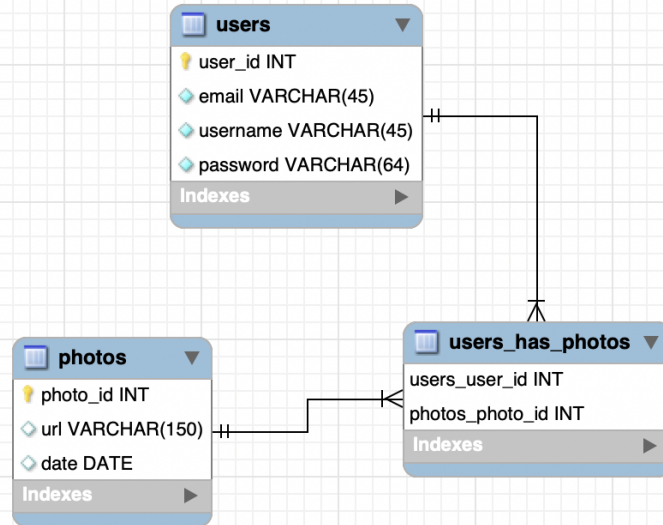 users
user_id INT
email VARCHAR(45)
username VARCHAR(45)
password VARCHAR(64)
Indexes
photos
photo_id INT
url VARCHAR(150)
date DATE
Indexes
users_has_photos
users_user_id INT
photos_photo_id INT
Indexes